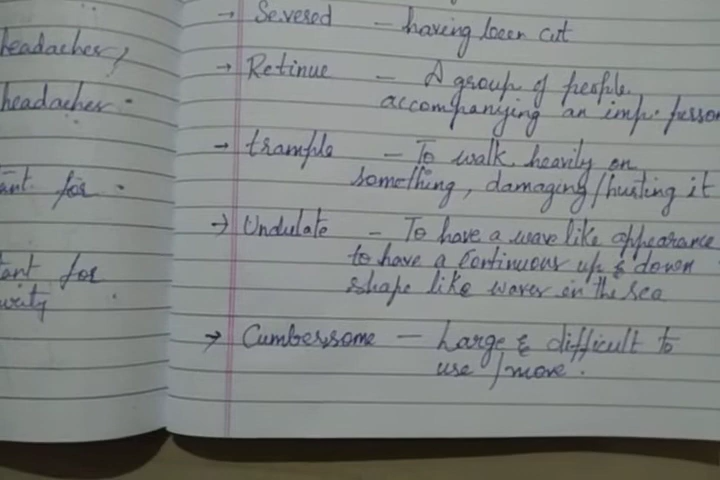 headaches,
headaches.
for.
for
→ Severed - having been cut
→ Retinue - A group of people
accompanying an imp. person
→ trample - To walk heavily on
something, damaging/hurting it
→ Undulate - To have a wave like appearance
to have a continuous up & down
shape like waves on the sea
→ Cumbersome - Large & difficult to
use / move.